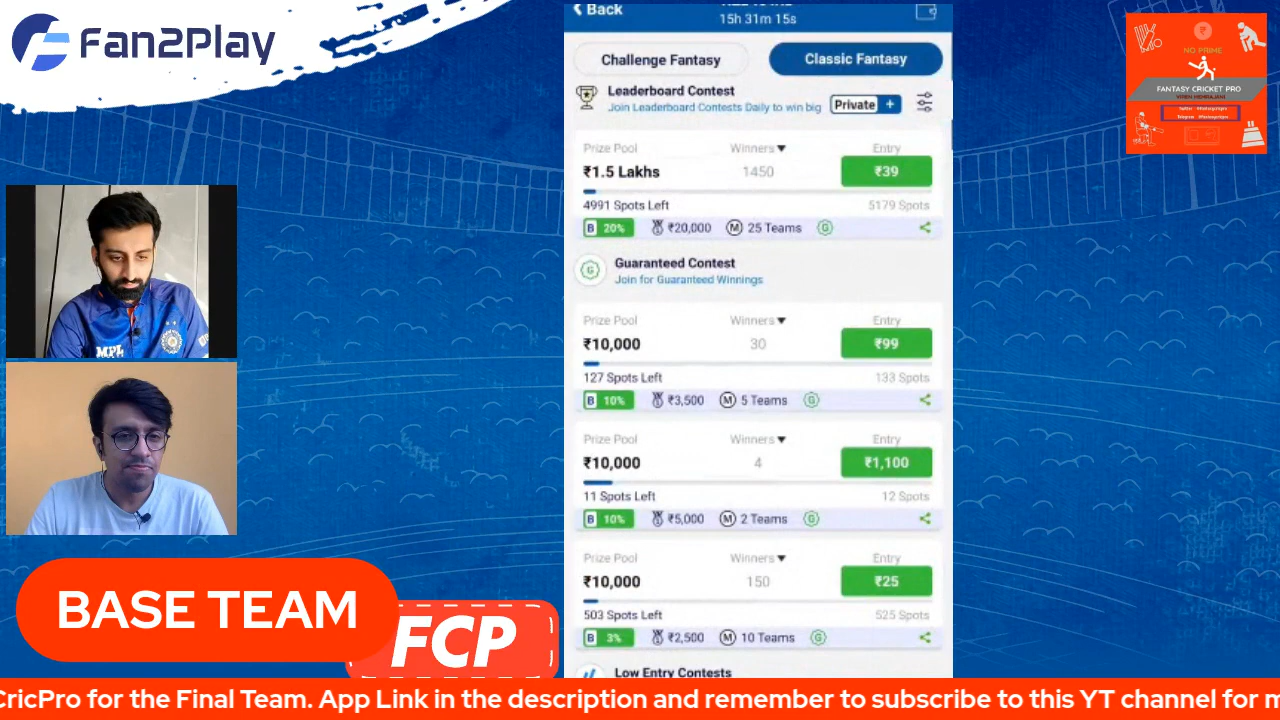 Fan2Play
MPL
BASE TEAM
FCP
Back
15h 31m 15s
Challenge Fantasy
Classic Fantasy
Leaderboard Contest
Join Leaderboard Contests Daily to win big
Private +
Prize Pool Winners▼ Entry
₹1.5 Lakhs 1450 ₹39
4991 Spots Left 5179 Spots
B 20% ₹20,000 M 25 Teams G
G Guaranteed Contest
Join for Guaranteed Winnings
Prize Pool Winners▼ Entry
₹10,000 30 ₹99
127 Spots Left 133 Spots
B 10% ₹3,500 M 5 Teams G
Prize Pool Winners▼ Entry
₹10,000 4 ₹1,100
11 Spots Left 12 Spots
B 10% ₹5,000 M 2 Teams G
Prize Pool Winners▼ Entry
₹10,000 150 ₹25
503 Spots Left 525 Spots
B 3% ₹2,500 M 10 Teams G
Low Entry Contests
NO PRIME
FANTASY CRICKET PRO
CricPro for the Final Team. App Link in the description and remember to subscribe to this YT channel for m